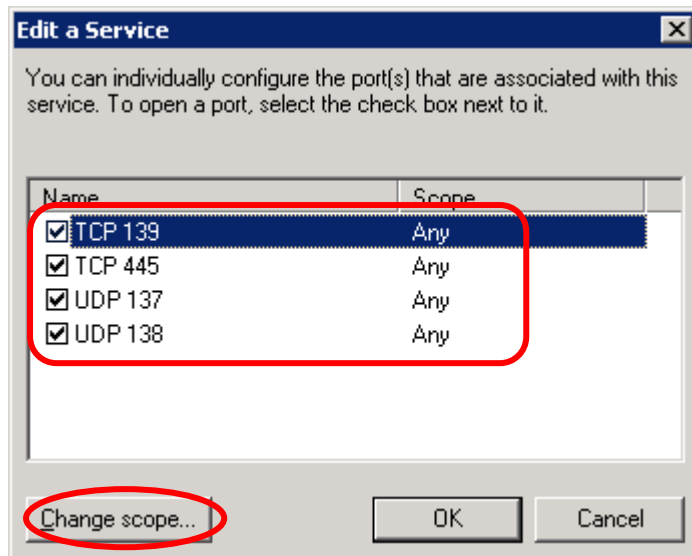 Edit a Service
You can individually configure the port(s) that are associated with this
service. To open a port, select the check box next to it.
Name Scope
TCP 139 Any
TCP 445 Any
UDP 137 Any
UDP 138 Any
Change scope... OK Cancel